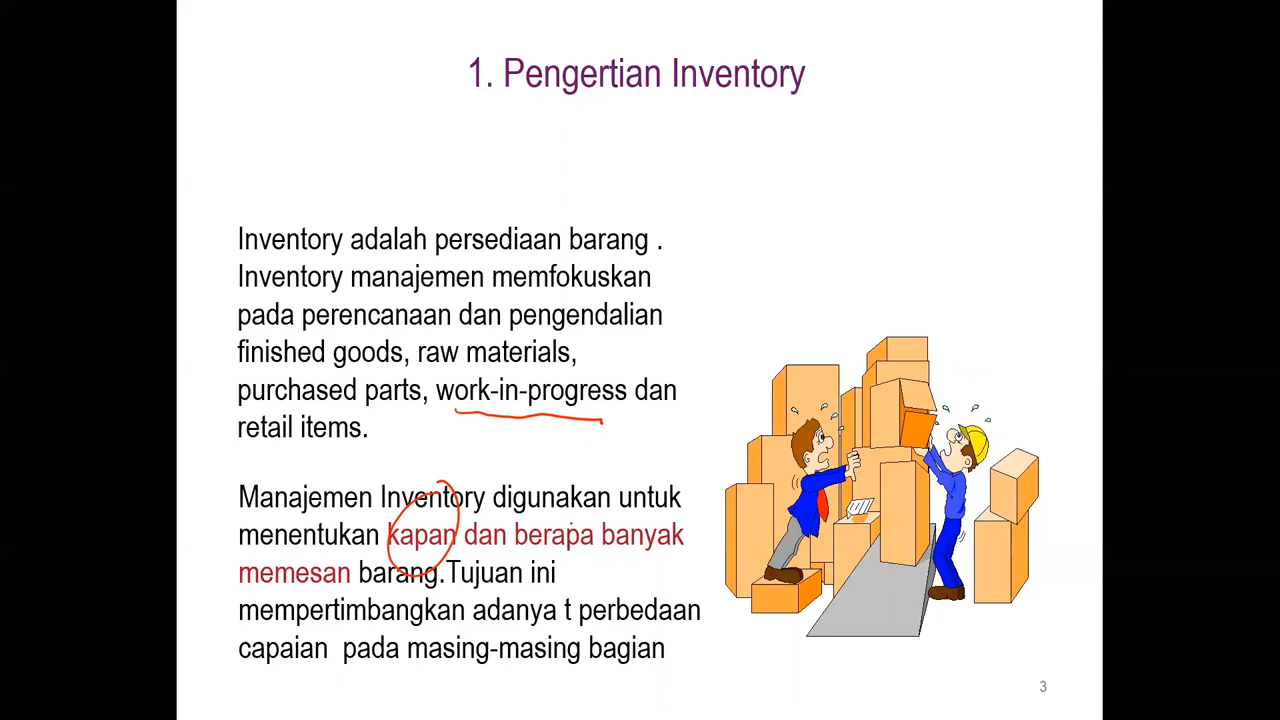 1. Pengertian Inventory
Inventory adalah persediaan barang .
Inventory manajemen memfokuskan
pada perencanaan dan pengendalian
finished goods, raw materials,
purchased parts, work-in-progress dan
retail items.
Manajemen Inventory digunakan untuk
menentukan kapan dan berapa banyak
memesan barang.Tujuan ini
mempertimbangkan adanya t perbedaan
capaian  pada masing-masing bagian
3